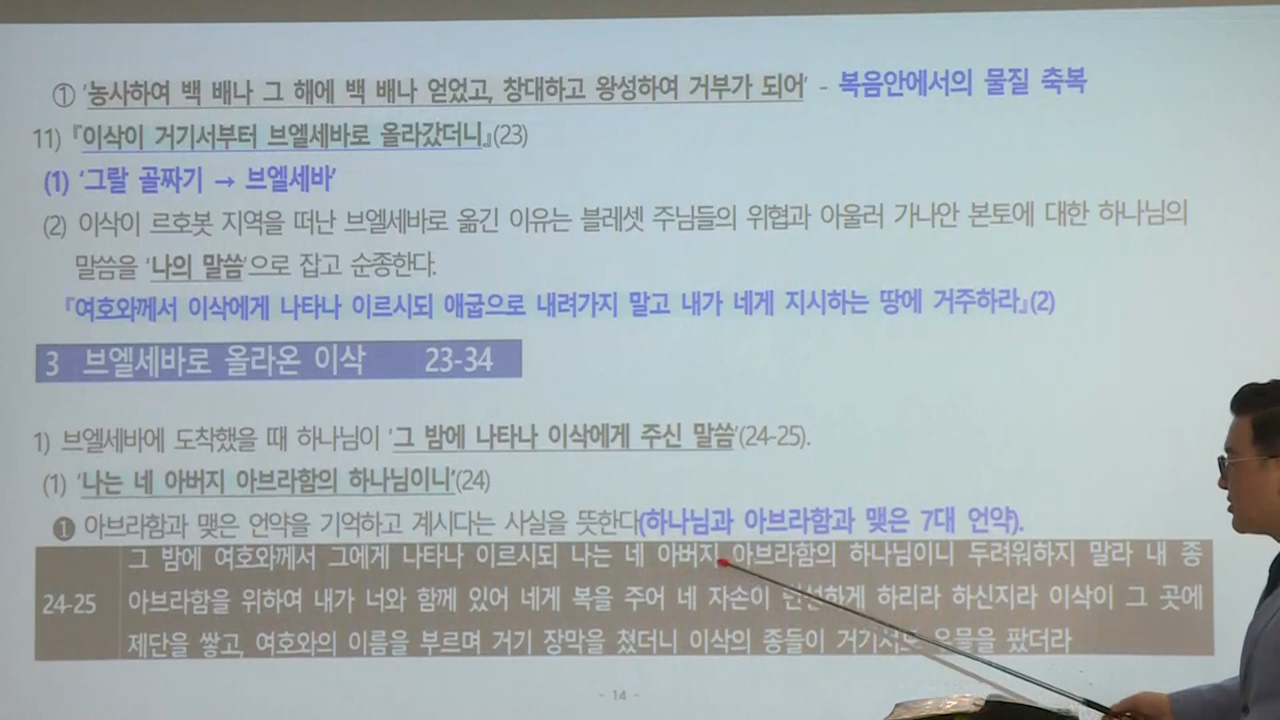 ① '농사하여 백 배나 그 해에 백 배나 얻었고, 창대하고 왕성하여 거부가 되어' - 복음안에서의 물질 축복
11) 『이삭이 거기서부터 브엘세바로 올라갔더니』(23)
(1) '그랄 골짜기 → 브엘세바'
(2) 이삭이 르호봇 지역을 떠난 브엘세바로 옮긴 이유는 블레셋 주님들의 위협과 아울러 가나안 본토에 대한 하나님의
말씀을 '나의 말씀'으로 잡고 순종한다.
『여호와께서 이삭에게 나타나 이르시되 애굽으로 내려가지 말고 내가 네게 지시하는 땅에 거주하라』(2)
3 브엘세바로 올라온 이삭 23-34
1) 브엘세바에 도착했을 때 하나님이 '그 밤에 나타나 이삭에게 주신 말씀'(24-25).
(1) '나는 네 아버지 아브라함의 하나님이니'(24)
❶ 아브라함과 맺은 언약을 기억하고 계시다는 사실을 뜻한다(하나님과 아브라함과 맺은 7대 언약).
그 밤에 여호와께서 그에게 나타나 이르시되 나는 네 아버지 아브라함의 하나님이니 두려워하지 말라 내 종
24-25 아브라함을 위하여 내가 너와 함께 있어 네게 복을 주어 네 자손이 번성하게 하리라 하신지라 이삭이 그 곳에
제단을 쌓고, 여호와의 이름을 부르며 거기 장막을 쳤더니 이삭의 종들이 거기서도 우물을 팠더라
- 14 -